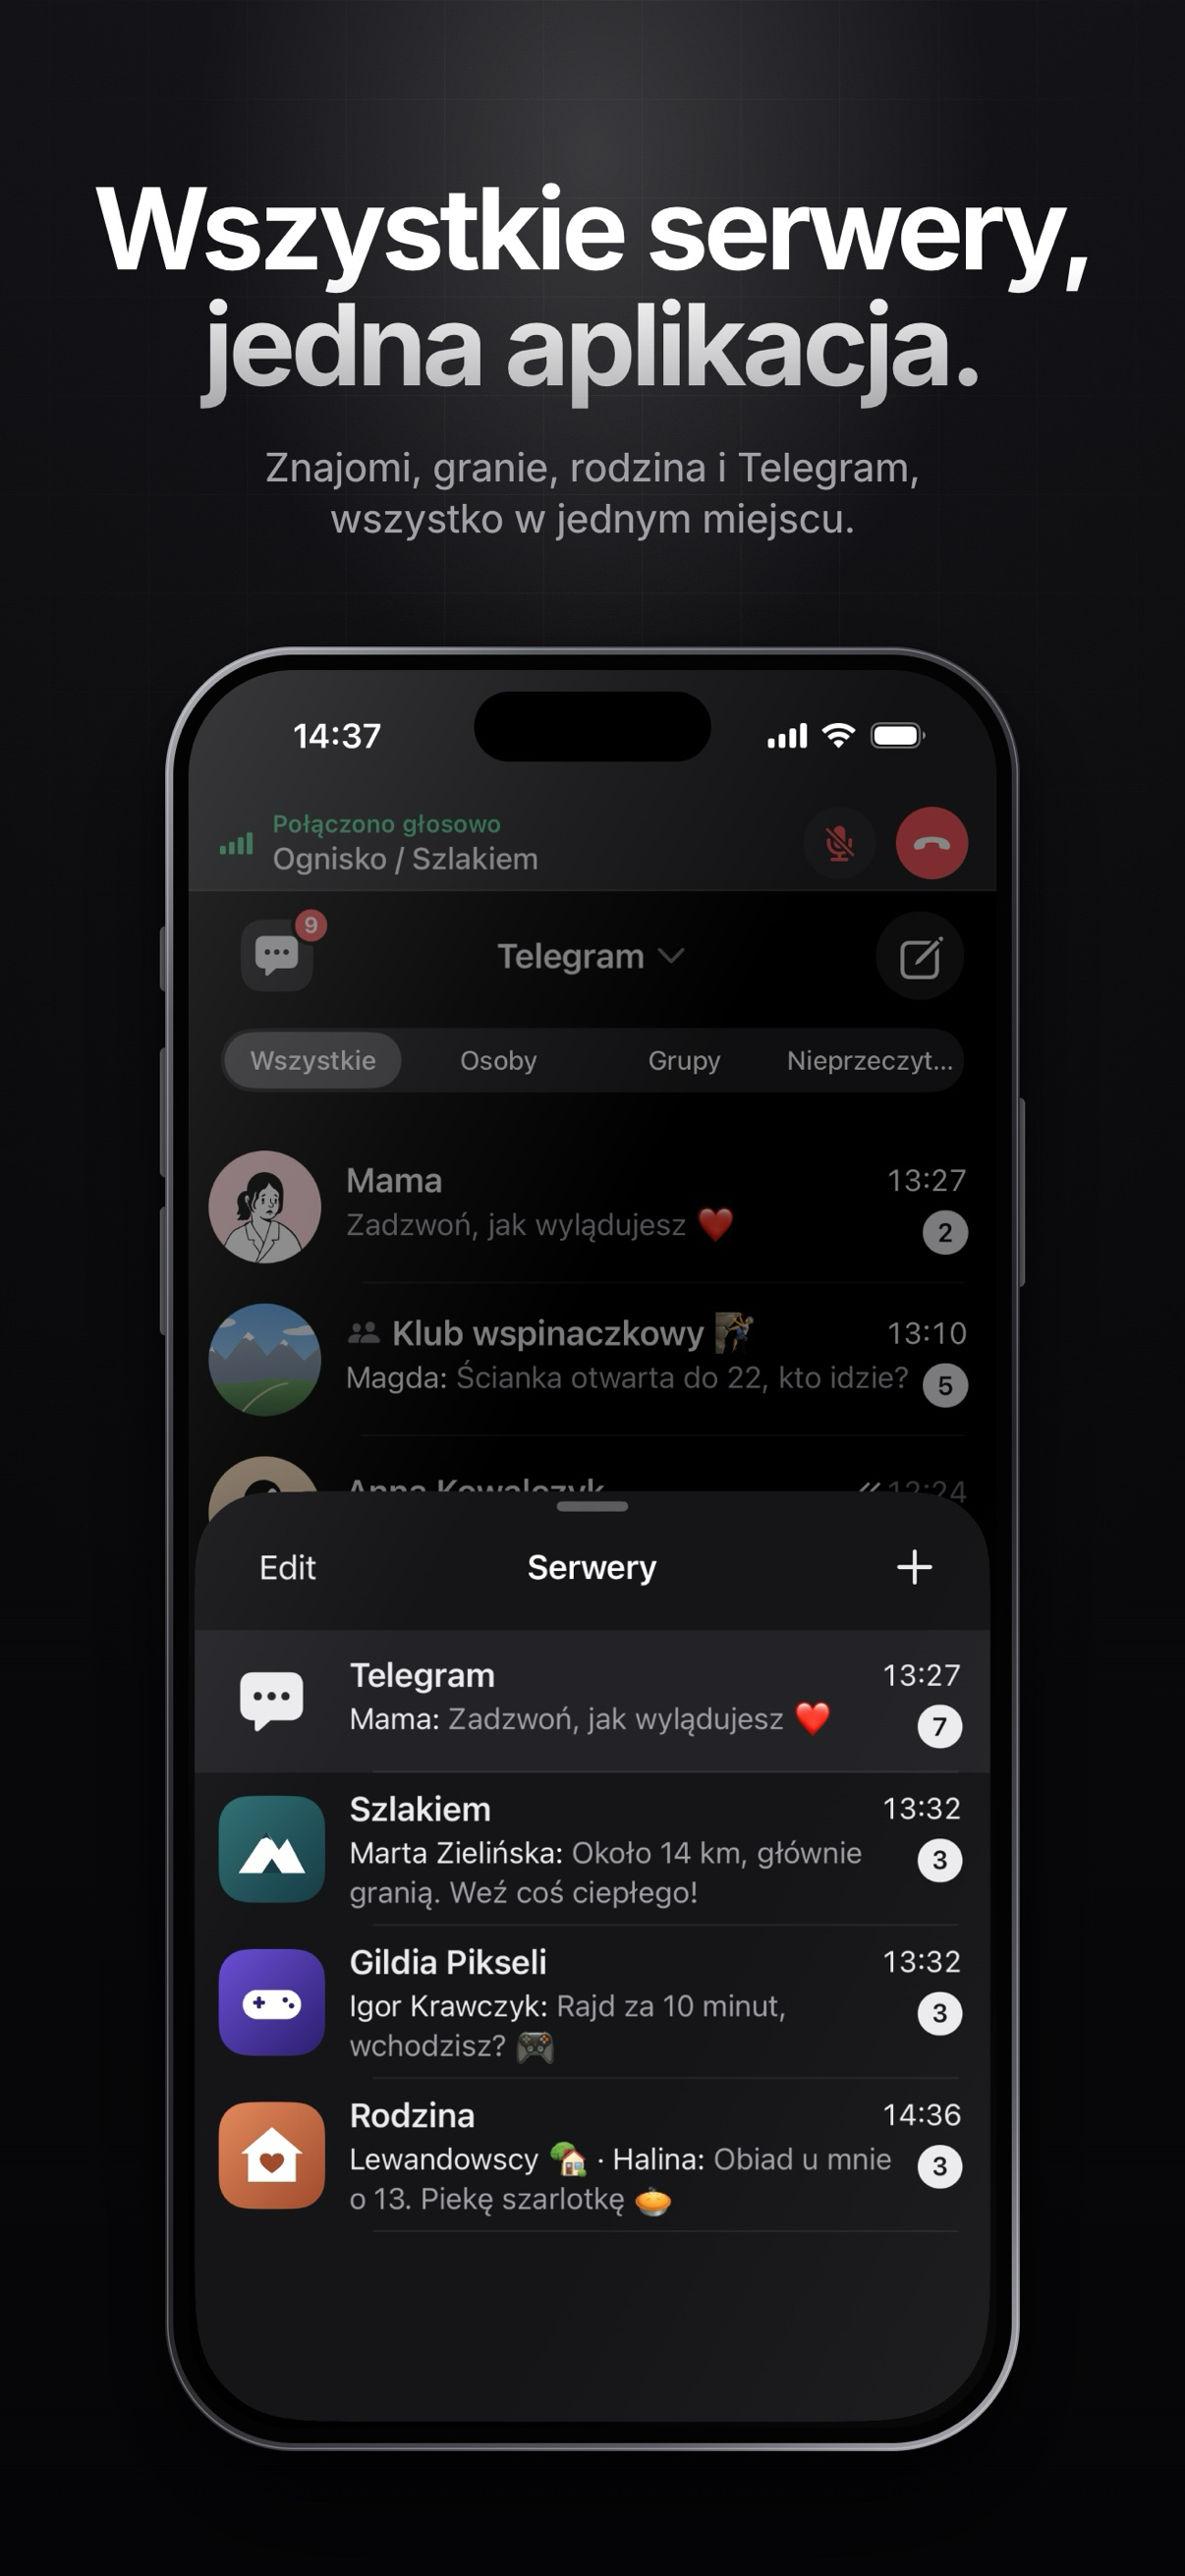 Wszystkie serwery,
jedna aplikacja.
Znajomi, granie, rodzina i Telegram,
wszystko w jednym miejscu.
14:37
Połączono głosowo
Ognisko / Szlakiem
9
Telegram
Wszystkie Osoby Grupy Nieprzeczyt...
Mama 13:27
Zadzwoń, jak wylądujesz ❤️ 2
Klub wspinaczkowy 🧗 13:10
Magda: Ścianka otwarta do 22, kto idzie? 5
Anna Kowalczyk 12:24
Edit Serwery +
Telegram 13:27
Mama: Zadzwoń, jak wylądujesz ❤️ 7
Szlakiem 13:32
Marta Zielińska: Około 14 km, głównie 3
granią. Weź coś ciepłego!
Gildia Pikseli 13:32
Igor Krawczyk: Rajd za 10 minut, 3
wchodzisz? 🎮
Rodzina 14:36
Lewandowscy 🏡 · Halina: Obiad u mnie 3
o 13. Piekę szarlotkę 🥧